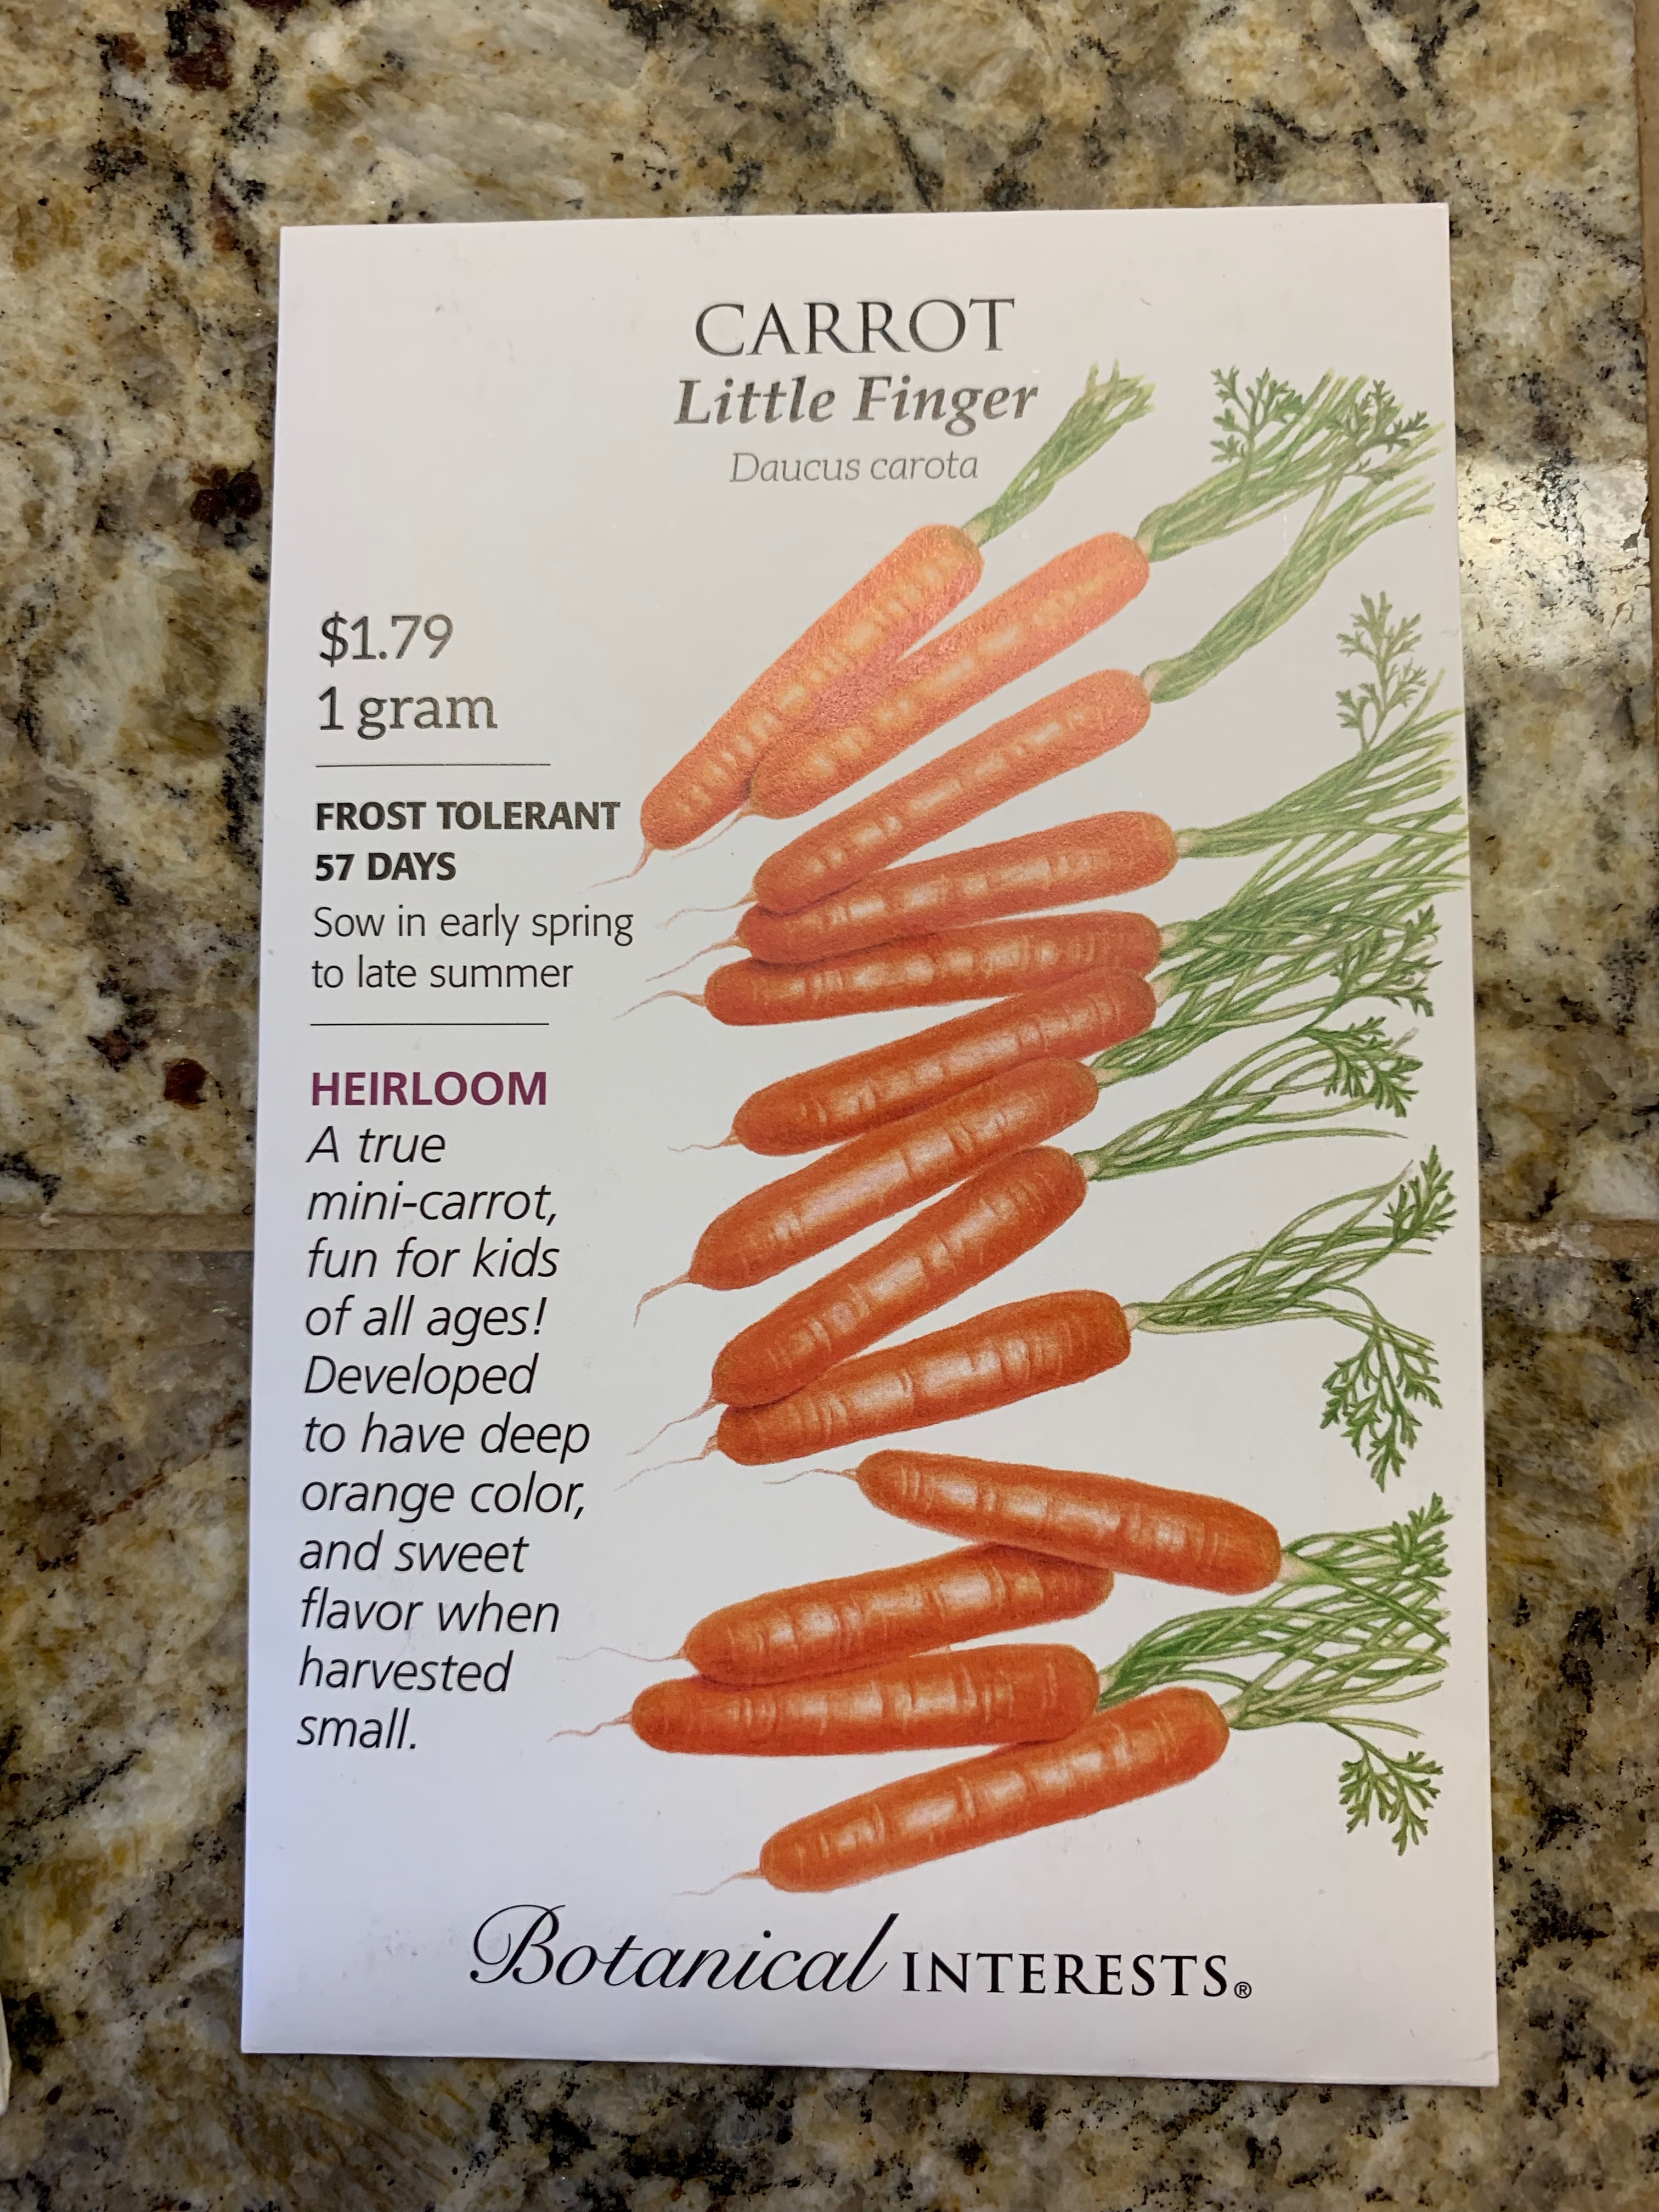 CARROT
Little Finger
Daucus carota
$1.79
1 gram
FROST TOLERANT
57 DAYS
Sow in early spring
to late summer
HEIRLOOM
A true
mini-carrot,
fun for kids
of all ages!
Developed
to have deep
orange color,
and sweet
flavor when
harvested
small.
Botanical INTERESTS®